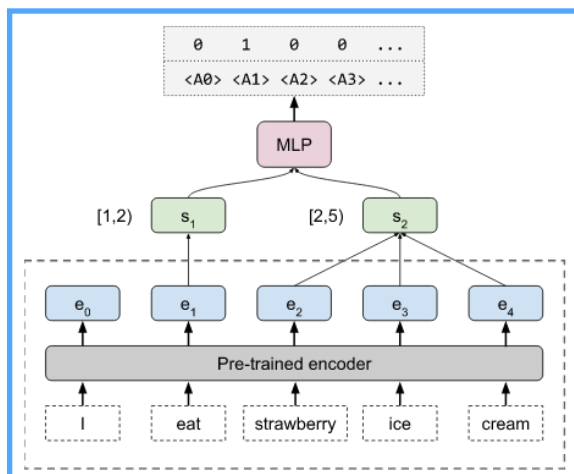 0 1 0 0 ...
<A0> <A1> <A2> <A3> ...
MLP
[1,2) s1 [2,5) s2
e0 e1 e2 e3 e4
Pre-trained encoder
I eat strawberry ice cream